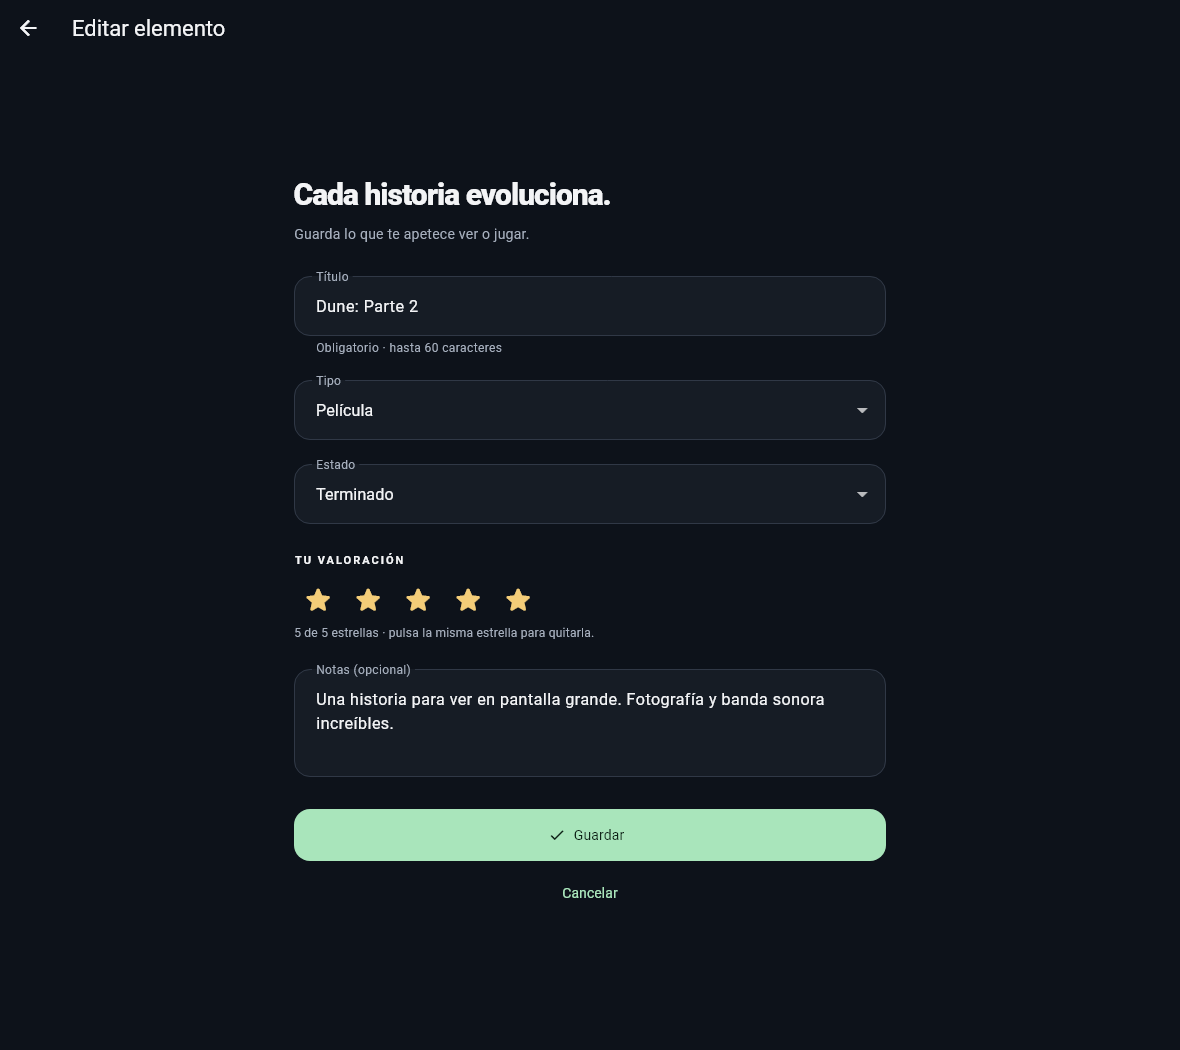 Editar elemento
Cada historia evoluciona.
Guarda lo que te apetece ver o jugar.
Título
Dune: Parte 2
Obligatorio · hasta 60 caracteres
Tipo
Película
Estado
Terminado
TU VALORACIÓN
5 de 5 estrellas · pulsa la misma estrella para quitarla.
Notas (opcional)
Una historia para ver en pantalla grande. Fotografía y banda sonora
increíbles.
Guardar
Cancelar